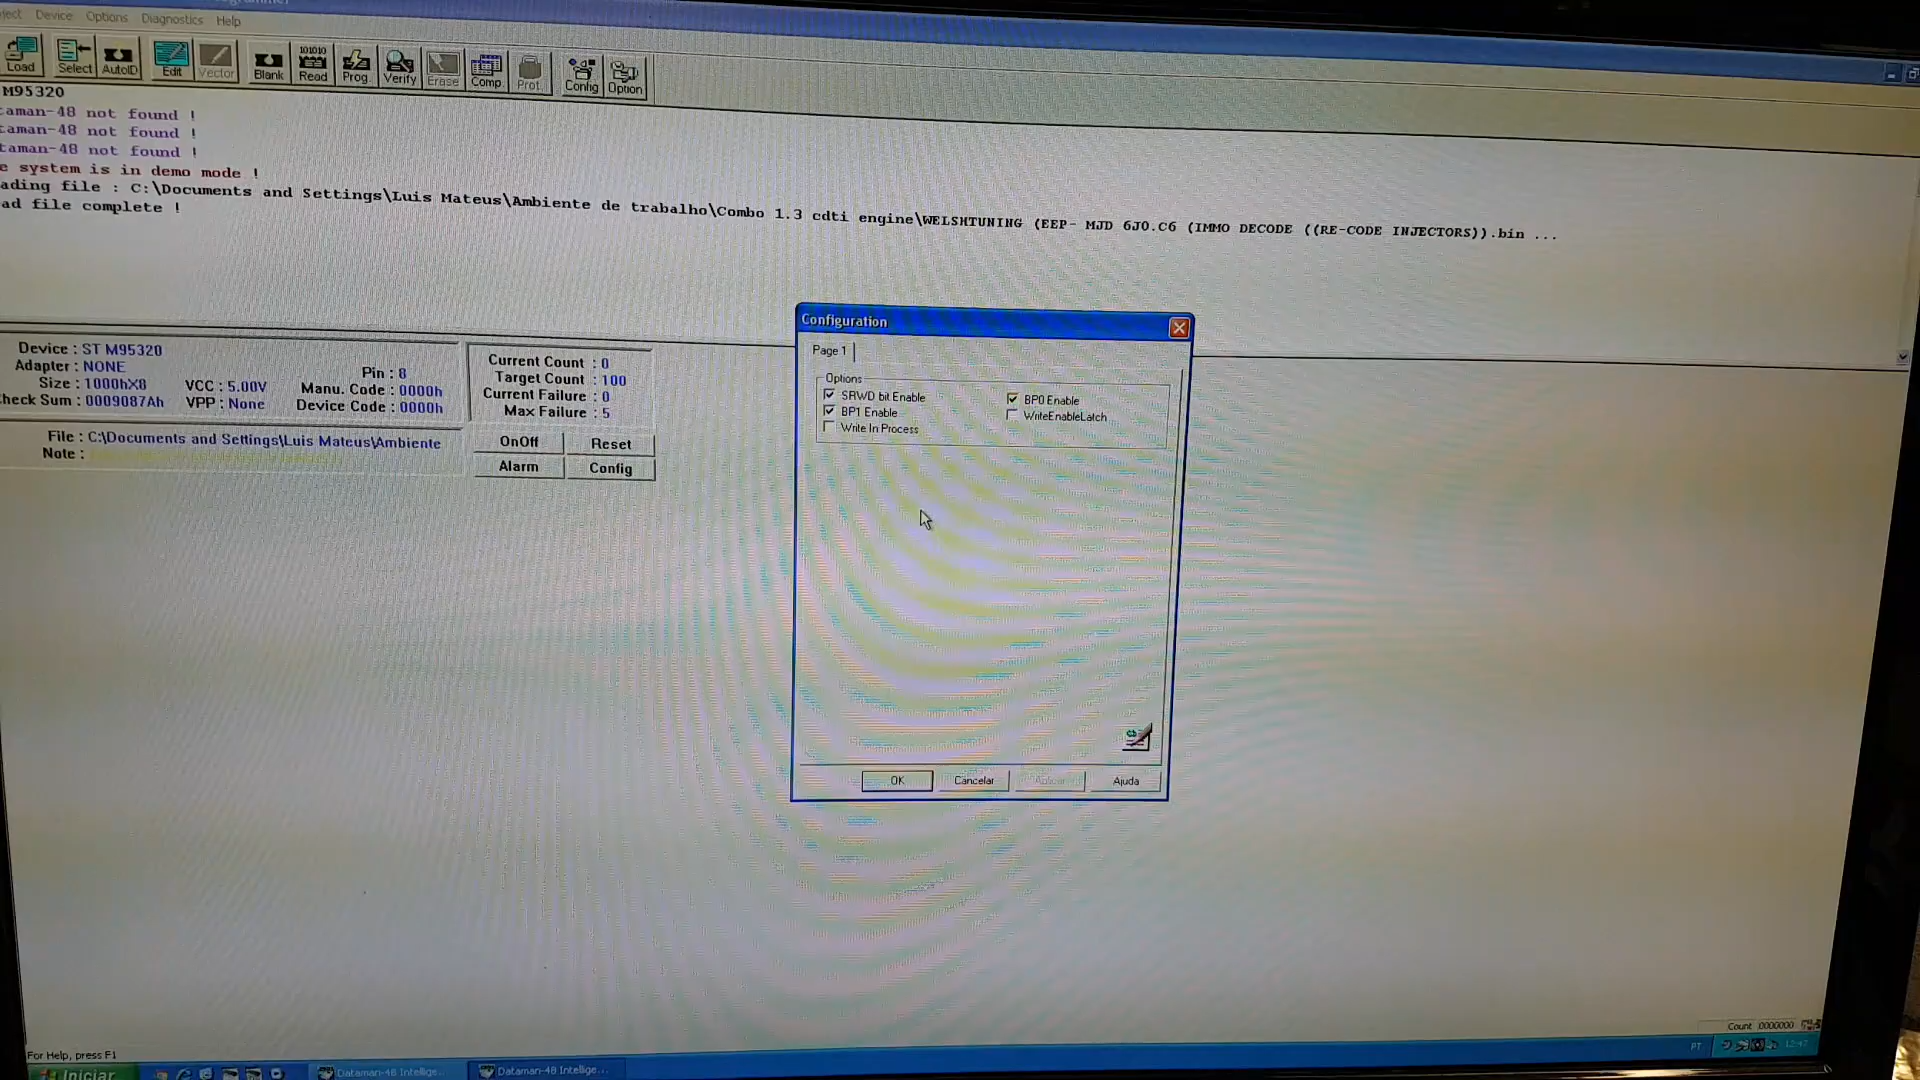 Device Options Diagnostics Help
Load Select AutoID Edit Vector Blank Read Prog. Verify Erase Comp. Prot. Config Option
M95320
taman-48 not found !
taman-48 not found !
taman-48 not found !
e system is in demo mode !
ading file : C:\Documents and Settings\Luis Mateus\Ambiente de trabalho\Combo 1.3 cdti engine\WELSHTUNING (EEP- MJD 6J0.C6 (IMMO DECODE ((RE-CODE INJECTORS)).bin ...
ad file complete !
Configuration
Page 1
Options
SRWD bit Enable
BP0 Enable
BP1 Enable
WriteEnableLatch
Write In Process
OK Cancelar Ajuda
Device : ST M95320
Adapter : NONE
Pin : 8
Size : 1000hX8 VCC : 5.00V Manu. Code : 0000h
heck Sum : 0009087Ah VPP : None Device Code : 0000h
Current Count : 0
Target Count : 100
Current Failure : 0
Max Failure : 5
File : C:\Documents and Settings\Luis Mateus\Ambiente
Note :
OnOff Reset
Alarm Config
Count 0000000
For Help, press F1
Iniciar
Dataman-48 Intellige...
Dataman-48 Intellige...
PT